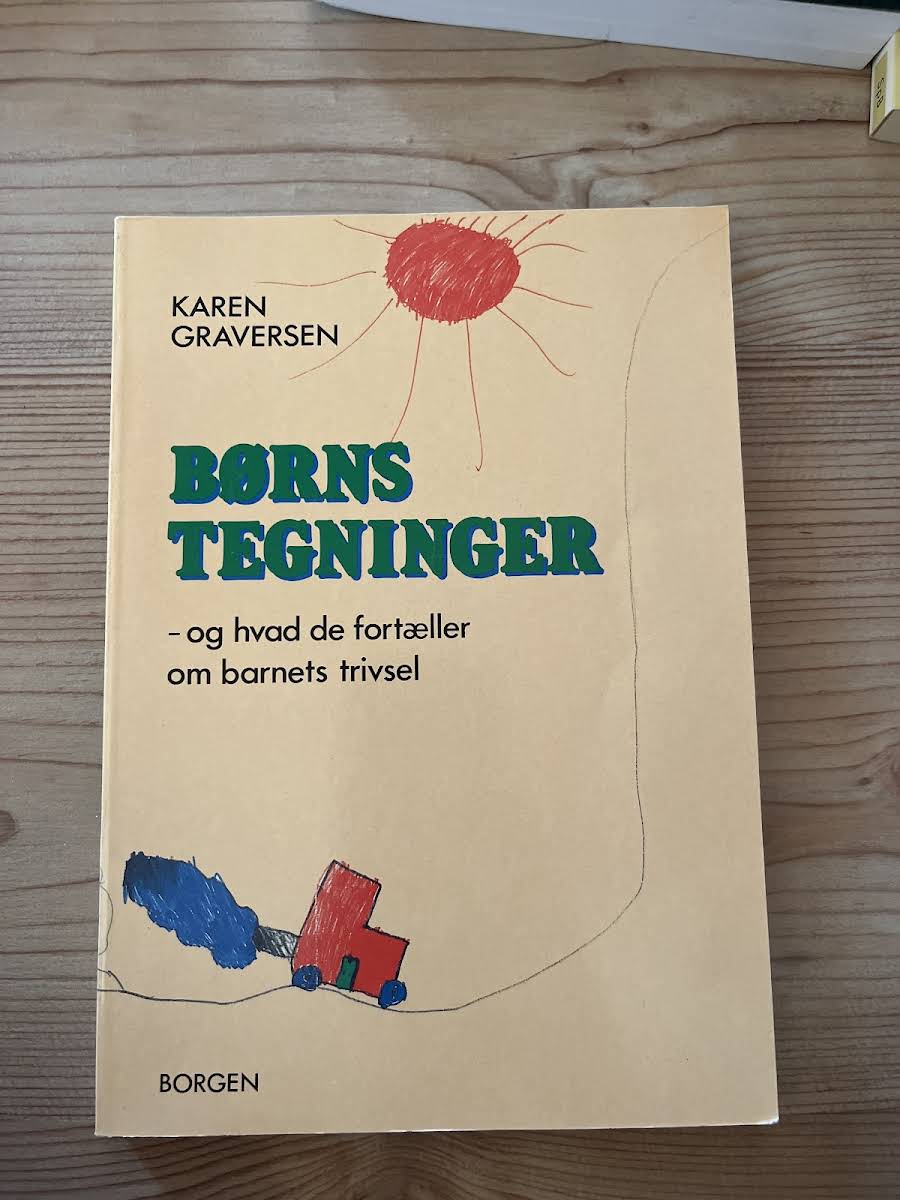 KAREN
GRAVERSEN
BØRNS
TEGNINGER
– og hvad de fortæller
om barnets trivsel
BORGEN